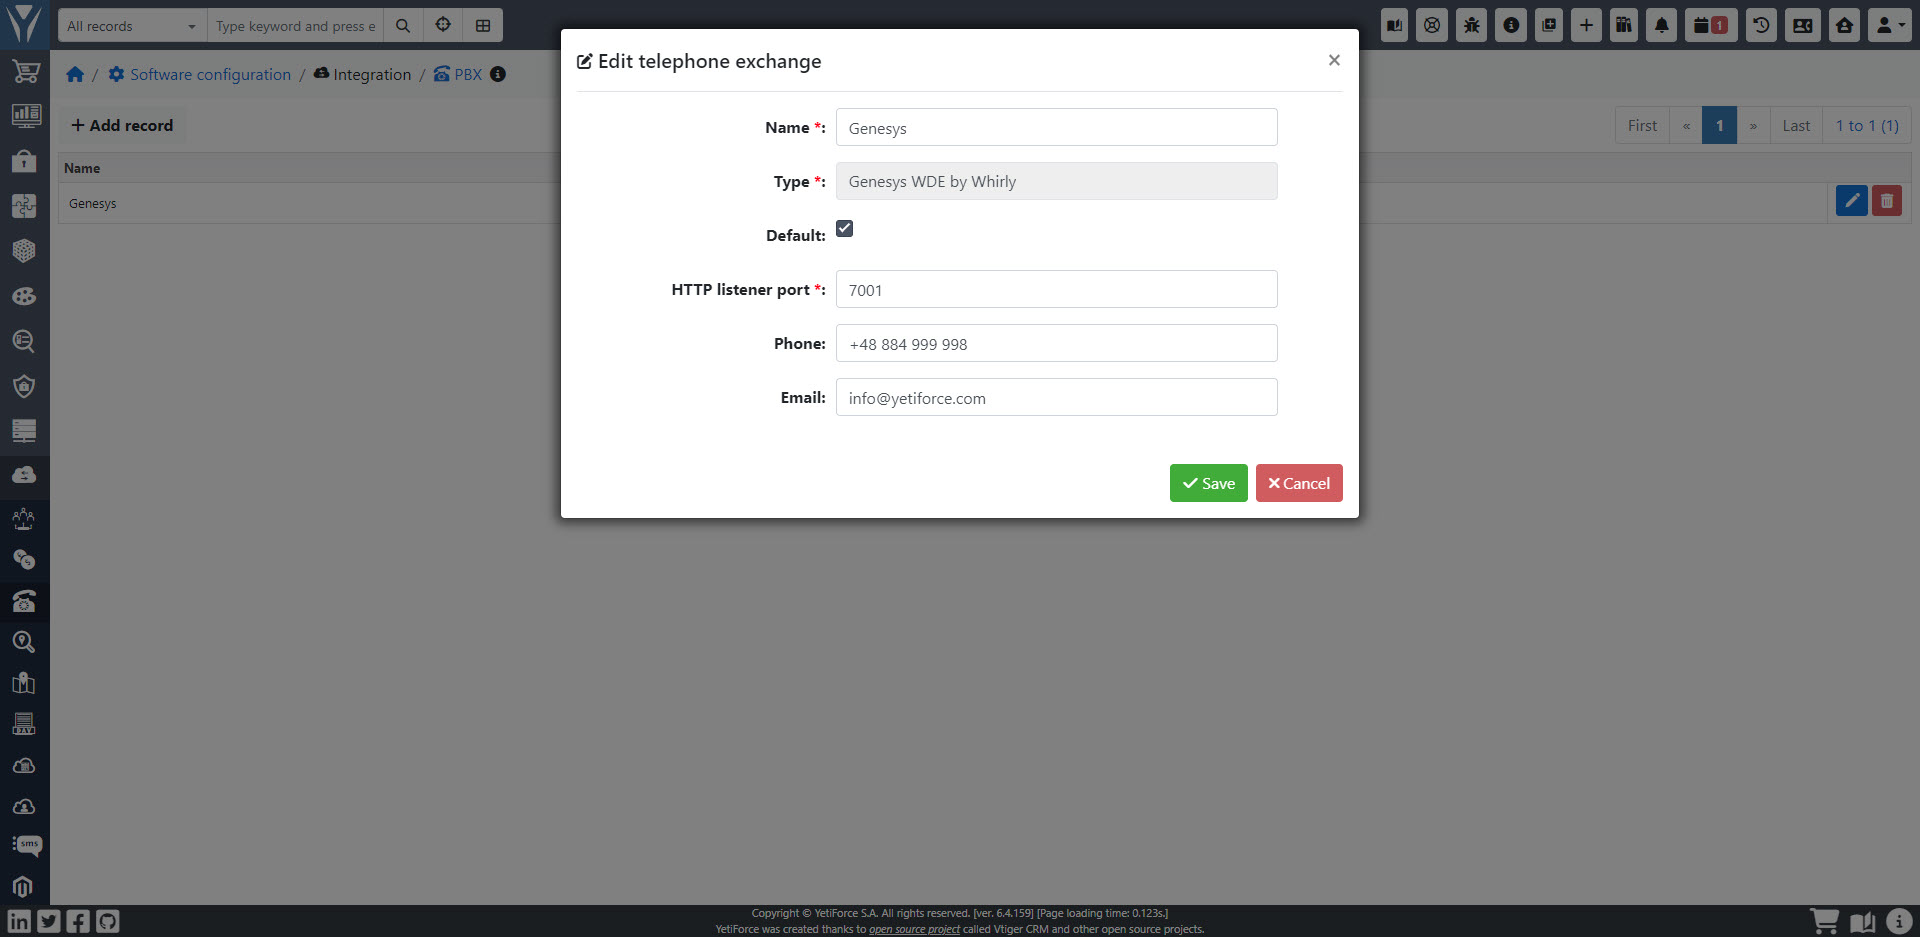 All records
Type keyword and press e
1
/ Software configuration / Integration / PBX
Add record
First « 1 » Last 1 to 1 (1)
Name
Genesys
Edit telephone exchange ×
Name *: Genesys
Type *: Genesys WDE by Whirly
Default:
HTTP listener port *: 7001
Phone: +48 884 999 998
Email: info@yetiforce.com
Save Cancel
DAV
sms
Copyright © YetiForce S.A. All rights reserved. [ver. 6.4.159] [Page loading time: 0.123s.]
YetiForce was created thanks to open source project called Vtiger CRM and other open source projects.